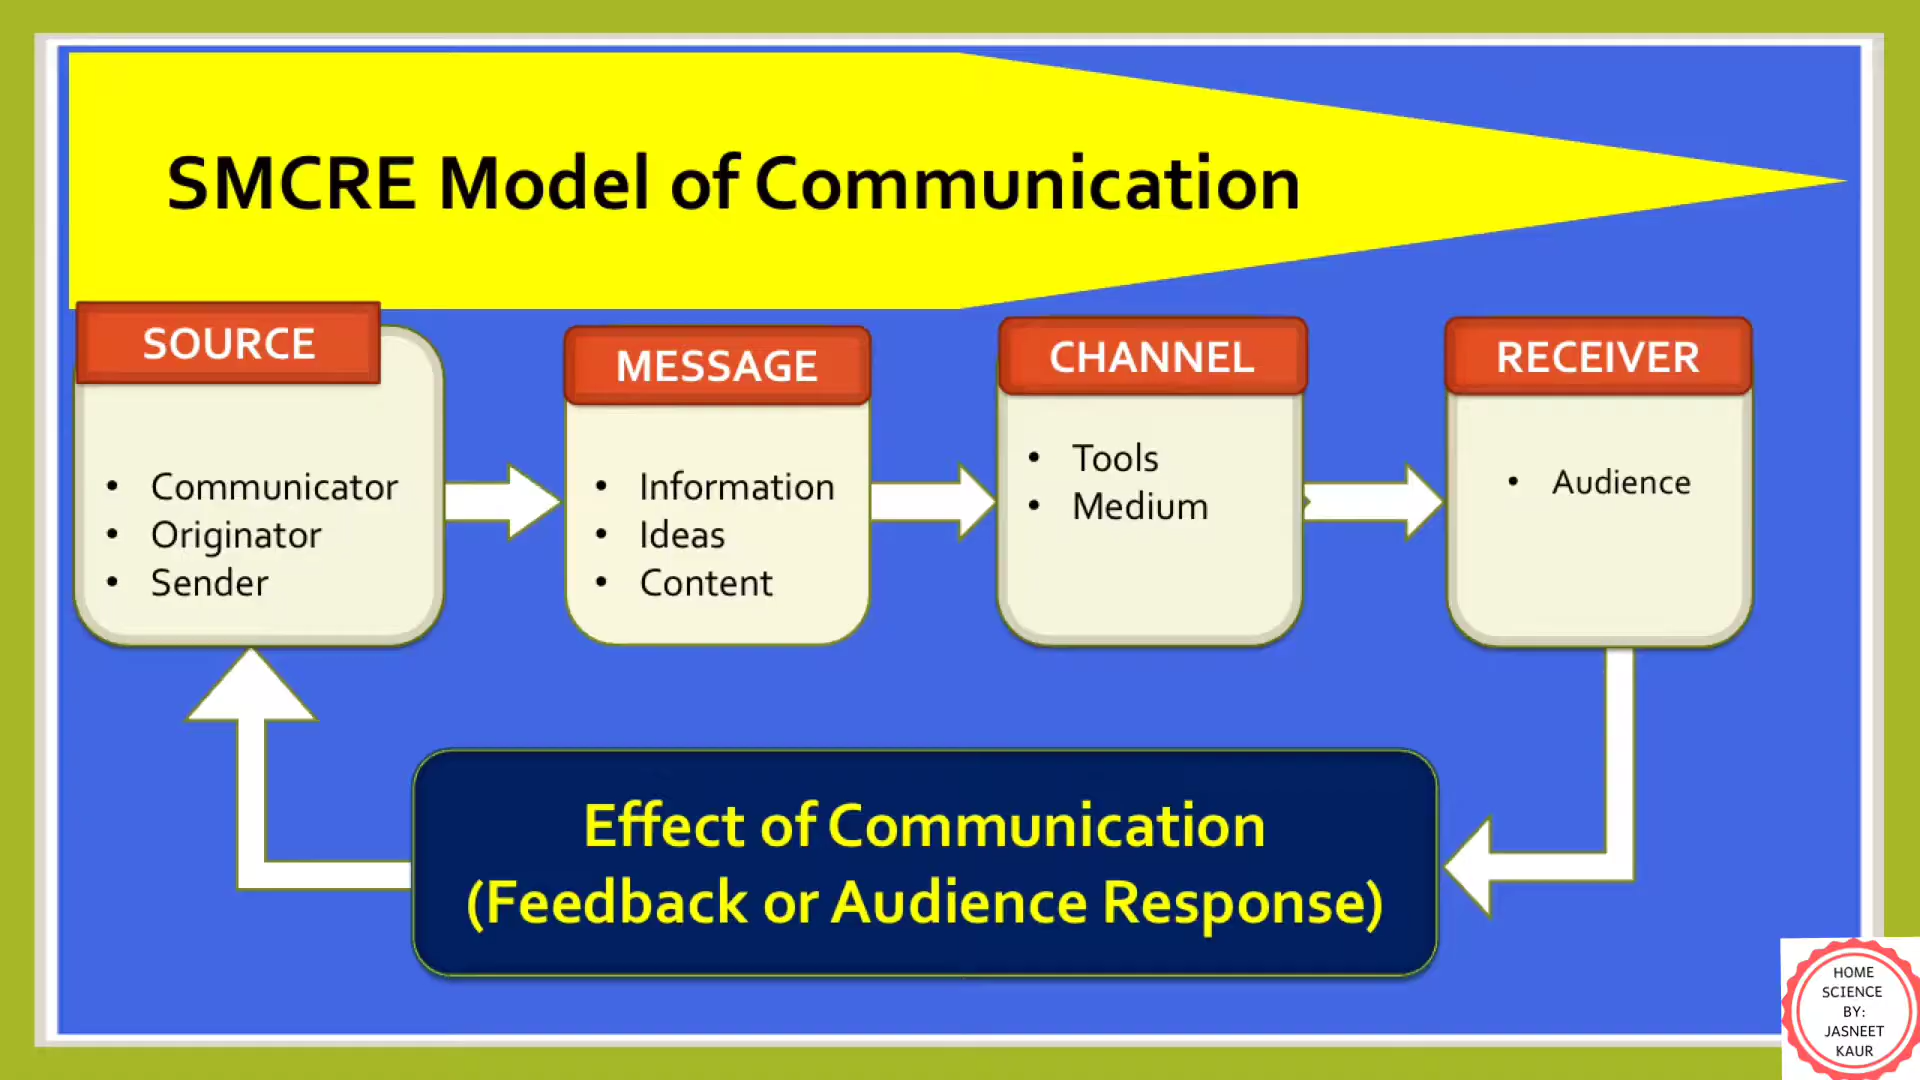 SMCRE Model of Communication
SOURCE
• Communicator
• Originator
• Sender
MESSAGE
• Information
• Ideas
• Content
CHANNEL
• Tools
• Medium
RECEIVER
• Audience
Effect of Communication
(Feedback or Audience Response)
HOME
SCIENCE
BY:
JASNEET
KAUR